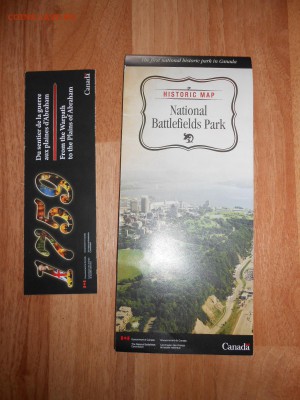 Du sentier de la guerre
aux plaines d'Abraham
From the Warpath
to the Plains of Abraham
1759
Canada
The first national historic park in Canada
HISTORIC MAP
National
Battlefields Park
Canada